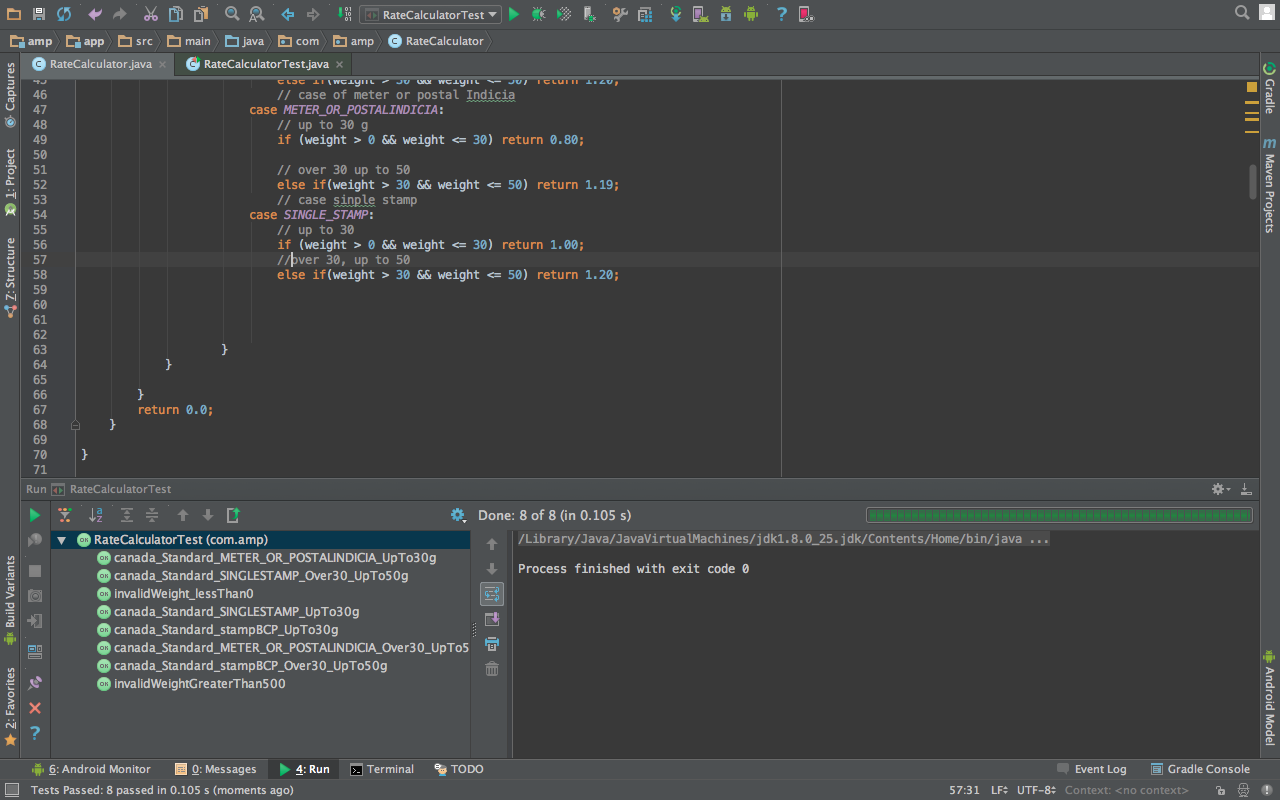 RateCalculatorTest
amp app src main java com amp RateCalculator
RateCalculator.java RateCalculatorTest.java
45 else if(weight > 30 && weight <= 50) return 1.20;
46 // case of meter or postal Indicia
47 case METER_OR_POSTALINDICIA:
48 // up to 30 g
49 if (weight > 0 && weight <= 30) return 0.80;
50
51 // over 30 up to 50
52 else if(weight > 30 && weight <= 50) return 1.19;
53 // case sinple stamp
54 case SINGLE_STAMP:
55 // up to 30
56 if (weight > 0 && weight <= 30) return 1.00;
57 //over 30, up to 50
58 else if(weight > 30 && weight <= 50) return 1.20;
59
60
61
62
63 }
64 }
65
66 }
67 return 0.0;
68 }
69
70 }
71
Captures
1: Project
7: Structure
Build Variants
2: Favorites
Gradle
m Maven Projects
Android Model
Run RateCalculatorTest
Done: 8 of 8 (in 0.105 s)
RateCalculatorTest (com.amp)
OK canada_Standard_METER_OR_POSTALINDICIA_UpTo30g
OK canada_Standard_SINGLESTAMP_Over30_UpTo50g
OK invalidWeight_lessThan0
OK canada_Standard_SINGLESTAMP_UpTo30g
OK canada_Standard_stampBCP_UpTo30g
OK canada_Standard_METER_OR_POSTALINDICIA_Over30_UpTo5
OK canada_Standard_stampBCP_Over30_UpTo50g
OK invalidWeightGreaterThan500
/Library/Java/JavaVirtualMachines/jdk1.8.0_25.jdk/Contents/Home/bin/java ...
Process finished with exit code 0
6: Android Monitor 0: Messages 4: Run Terminal TODO Event Log Gradle Console
Tests Passed: 8 passed in 0.105 s (moments ago) 57:31 LF UTF-8 Context: <no context>